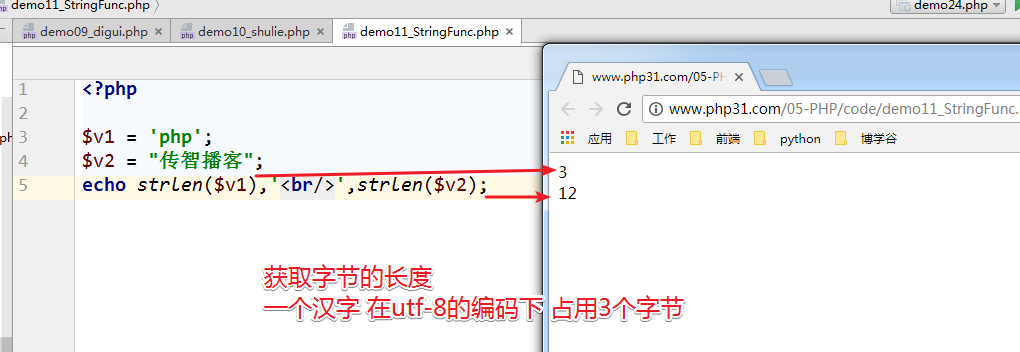 demo11_StringFunc.php
demo24.php
demo09_digui.php
demo10_shulie.php
demo11_StringFunc.php
1 <?php
2
3 $v1 = 'php';
4 $v2 = "传智播客";
5 echo strlen($v1),'<br/>',strlen($v2);
获取字节的长度
一个汉字 在utf-8的编码下 占用3个字节
www.php31.com/05-PH
www.php31.com/05-PHP/code/demo11_StringFunc.
应用 工作 前端 python 博学谷
3
12